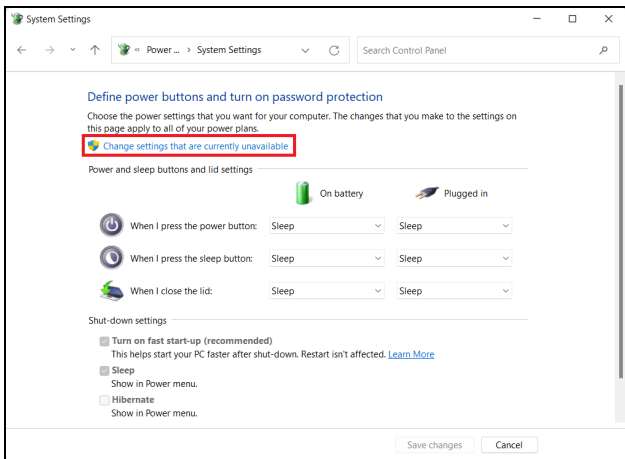 System Settings
« Power ... › System Settings
Search Control Panel
Define power buttons and turn on password protection
Choose the power settings that you want for your computer. The changes that you make to the settings on
this page apply to all of your power plans.
Change settings that are currently unavailable
Power and sleep buttons and lid settings
On battery Plugged in
When I press the power button: Sleep Sleep
When I press the sleep button: Sleep Sleep
When I close the lid: Sleep Sleep
Shut-down settings
Turn on fast start-up (recommended)
This helps start your PC faster after shut-down. Restart isn't affected. Learn More
Sleep
Show in Power menu.
Hibernate
Show in Power menu.
Save changes Cancel